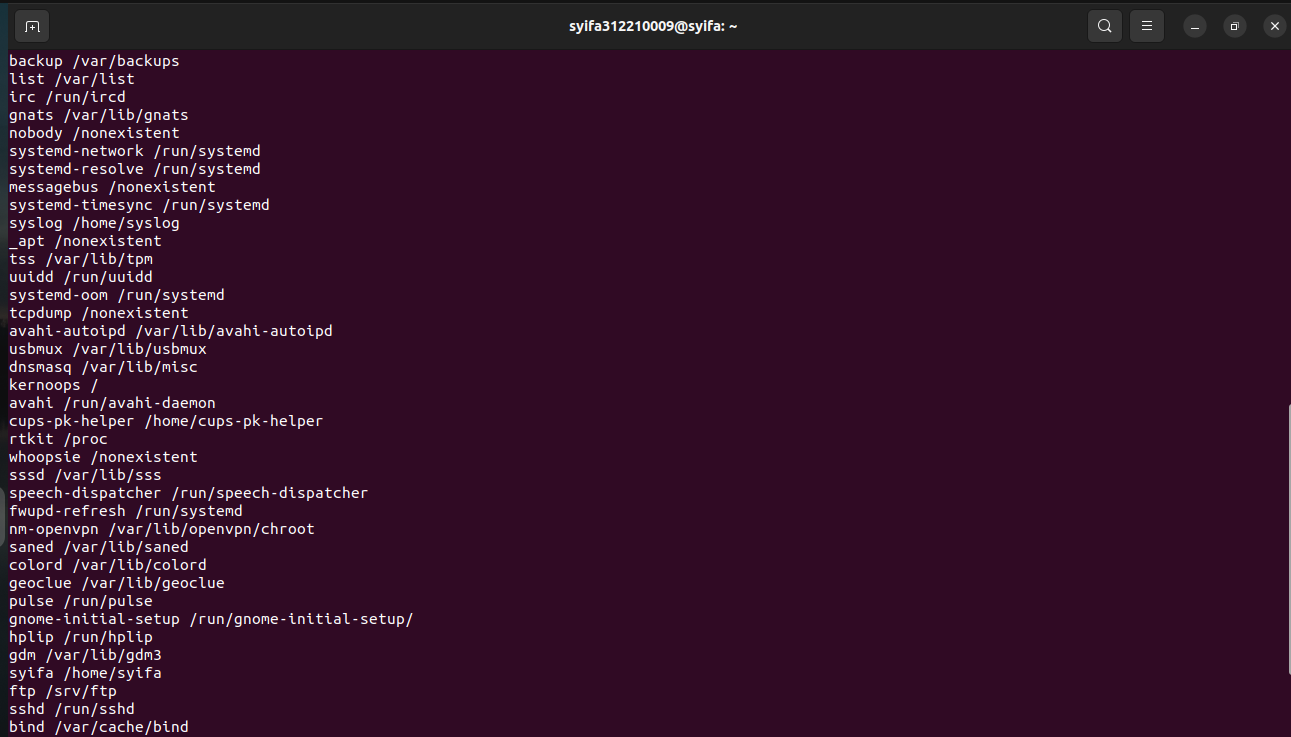 syifa312210009@syifa: ~
backup /var/backups
list /var/list
irc /run/ircd
gnats /var/lib/gnats
nobody /nonexistent
systemd-network /run/systemd
systemd-resolve /run/systemd
messagebus /nonexistent
systemd-timesync /run/systemd
syslog /home/syslog
_apt /nonexistent
tss /var/lib/tpm
uuidd /run/uuidd
systemd-oom /run/systemd
tcpdump /nonexistent
avahi-autoipd /var/lib/avahi-autoipd
usbmux /var/lib/usbmux
dnsmasq /var/lib/misc
kernoops /
avahi /run/avahi-daemon
cups-pk-helper /home/cups-pk-helper
rtkit /proc
whoopsie /nonexistent
sssd /var/lib/sss
speech-dispatcher /run/speech-dispatcher
fwupd-refresh /run/systemd
nm-openvpn /var/lib/openvpn/chroot
saned /var/lib/saned
colord /var/lib/colord
geoclue /var/lib/geoclue
pulse /run/pulse
gnome-initial-setup /run/gnome-initial-setup/
hplip /run/hplip
gdm /var/lib/gdm3
syifa /home/syifa
ftp /srv/ftp
sshd /run/sshd
bind /var/cache/bind